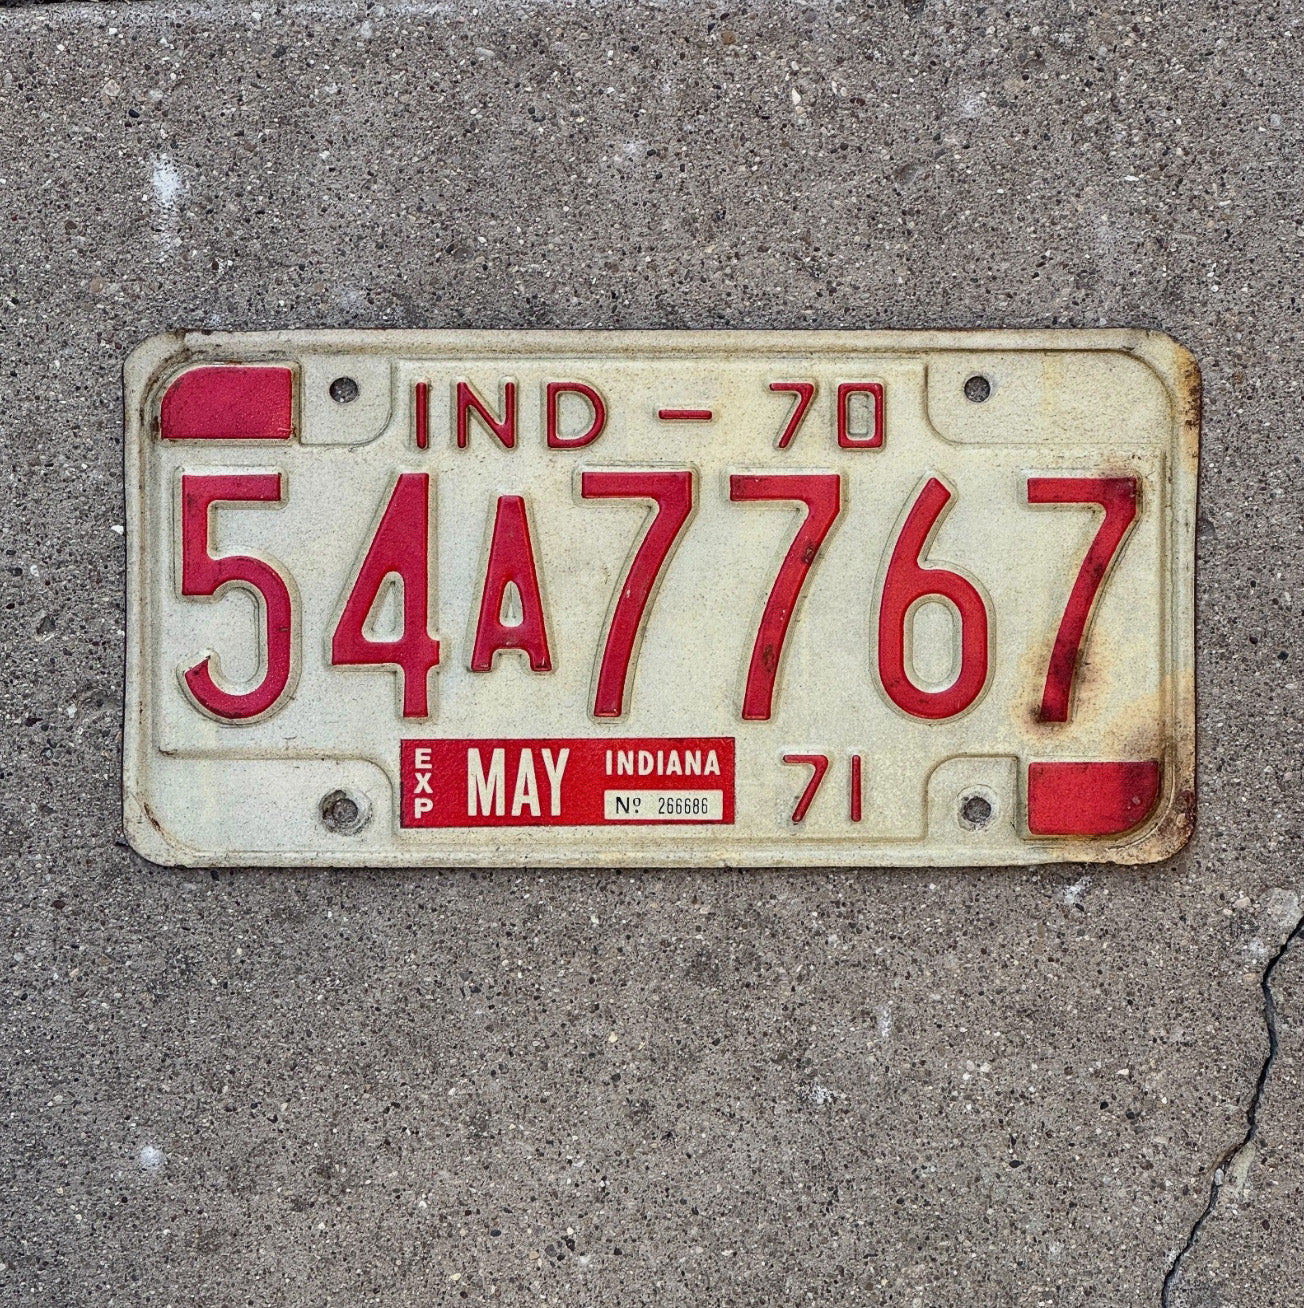 IND - 70
54A7767
EXP MAY INDIANA 71
Nº 266686